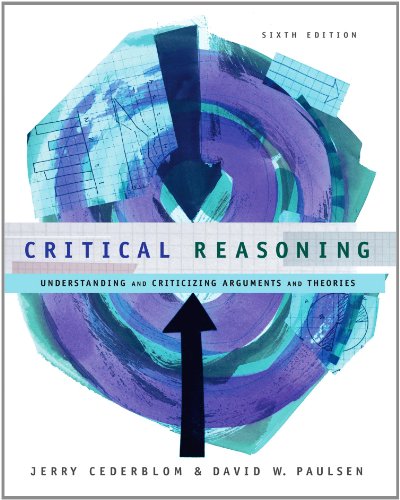 SIXTH EDITION
CRITICAL REASONING
UNDERSTANDING AND CRITICIZING ARGUMENTS AND THEORIES
JERRY CEDERBLOM & DAVID W. PAULSEN